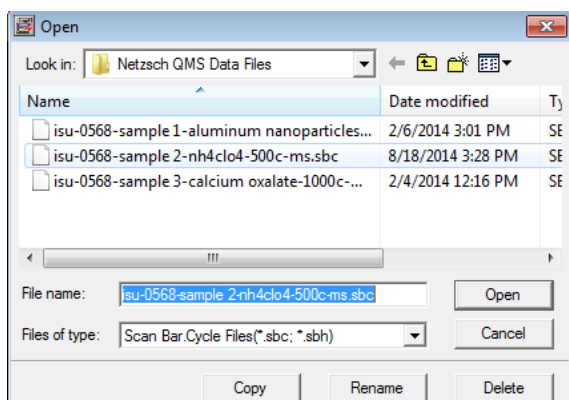 Open
Look in: Netzsch QMS Data Files
Name Date modified Ty
isu-0568-sample 1-aluminum nanoparticles... 2/6/2014 3:01 PM SE
isu-0568-sample 2-nh4clo4-500c-ms.sbc 8/18/2014 3:28 PM SE
isu-0568-sample 3-calcium oxalate-1000c-... 2/4/2014 12:16 PM SE
File name: isu-0568-sample 2-nh4clo4-500c-ms.sbc Open
Files of type: Scan Bar.Cycle Files(*.sbc; *.sbh) Cancel
Copy Rename Delete